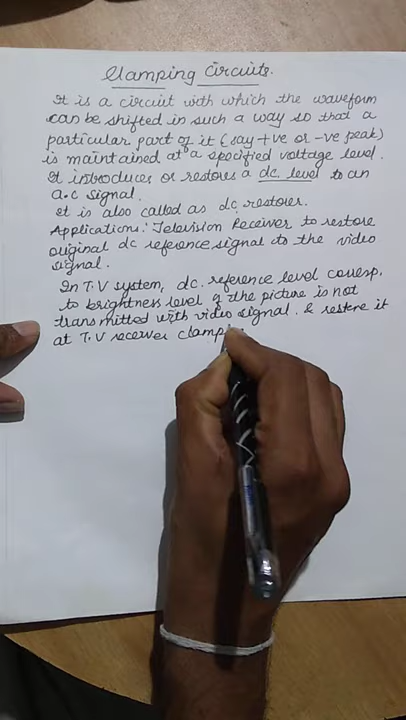 Clamping Circuits.
It is a circuit with which the waveform
can be shifted in such a way so that a
particular part of it (say +ve or -ve peak)
is maintained at a specified voltage level.
It introduces or restores a dc level to an
a.c signal.
It is also called as dc restorer.
Applications: Television Receiver to restore
original dc reference signal to the video
signal.
In T.V system, dc reference level corresp.
to brightness level of the picture is not
transmitted with video signal. & restore it
at T.V receiver clamp